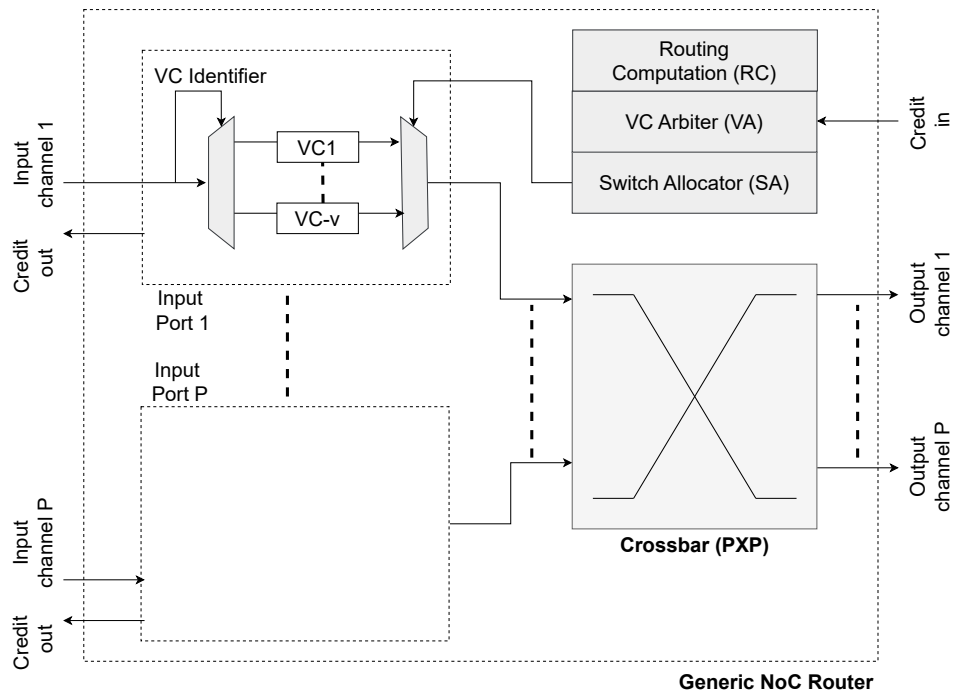 VC Identifier
Routing
Computation (RC)
VC Arbiter (VA)
Switch Allocator (SA)
Credit
in
Input
channel 1
VC1
VC-v
Credit
out
Input
Port 1
Output
channel 1
Input
Port P
Output
channel P
Input
channel P
Crossbar (PXP)
Credit
out
Generic NoC Router